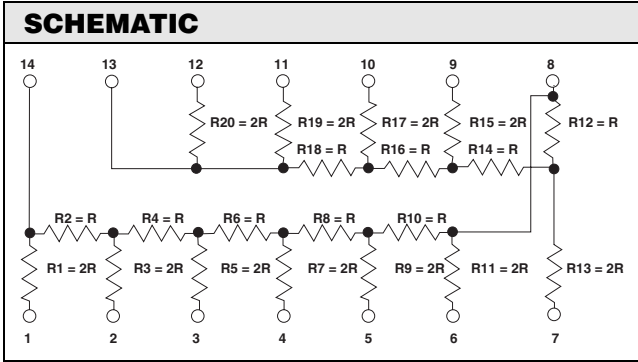 SCHEMATIC
14 13 12 11 10 9 8
R20 = 2R R19 = 2R R17 = 2R R15 = 2R R12 = R
R18 = R R16 = R R14 = R
R2 = R R4 = R R6 = R R8 = R R10 = R
R1 = 2R R3 = 2R R5 = 2R R7 = 2R R9 = 2R R11 = 2R R13 = 2R
1 2 3 4 5 6 7